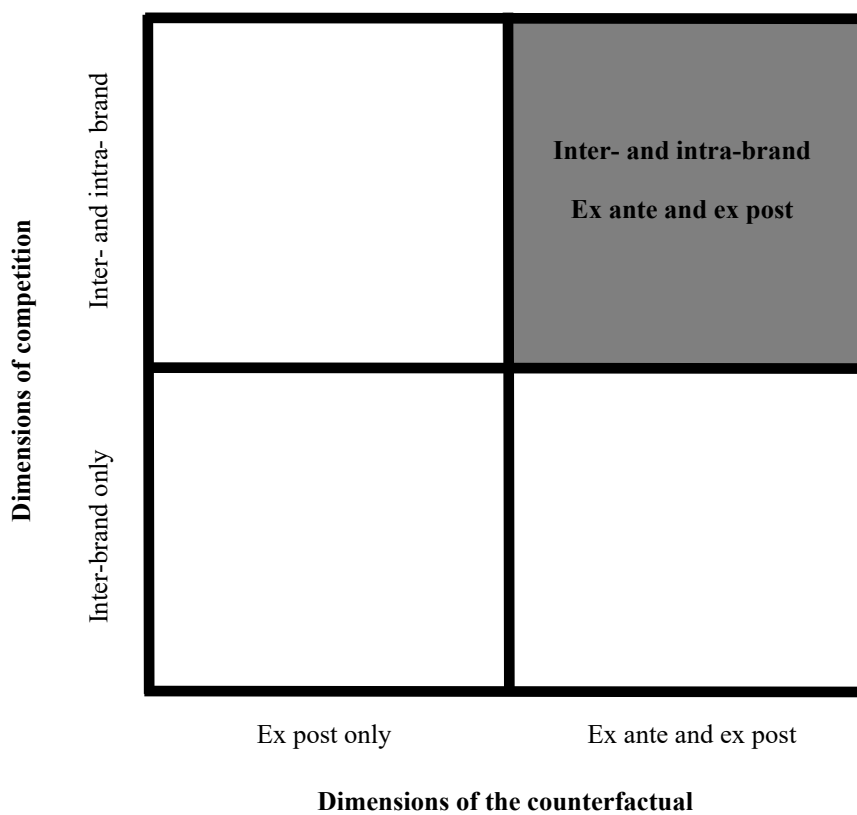 Dimensions of competition
Inter- and intra- brand
Inter-brand only
Inter- and intra-brand
Ex ante and ex post
Ex post only
Ex ante and ex post
Dimensions of the counterfactual